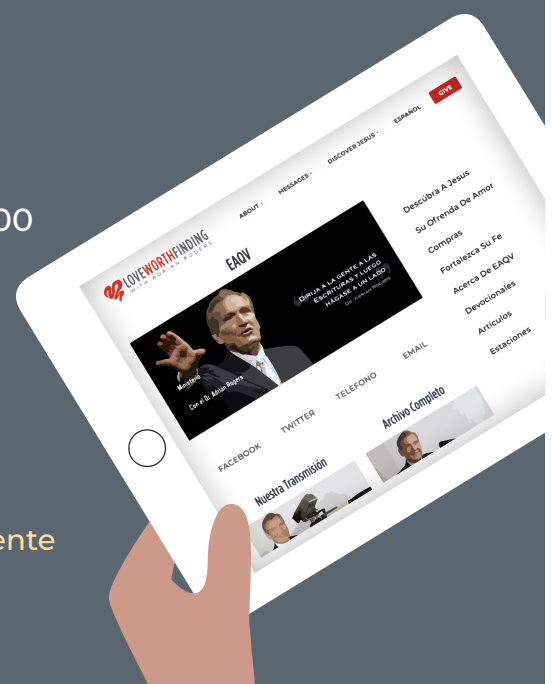 00
ente
LOVEWORTHFINDING
WITH ADRIAN ROGERS
ABOUT
MESSAGES
DISCOVER JESUS
ESPAÑOL
GIVE
EAQV
"DIRIJA A LA GENTE A LAS
ESCRITURAS Y LUEGO
HÁGASE A UN LADO"
DR. ADRIAN ROGERS
Ministerio
Con el Dr. Adrian Rogers
Descúbra A Jesus
Su Ofrenda De Amor
Compras
Fortalezca Su Fe
Acerca De EAQV
Devocionales
Artículos
Estaciones
FACEBOOK
TWITTER
TELEFONO
EMAIL
Nuestra Transmisión
Archivo Completo